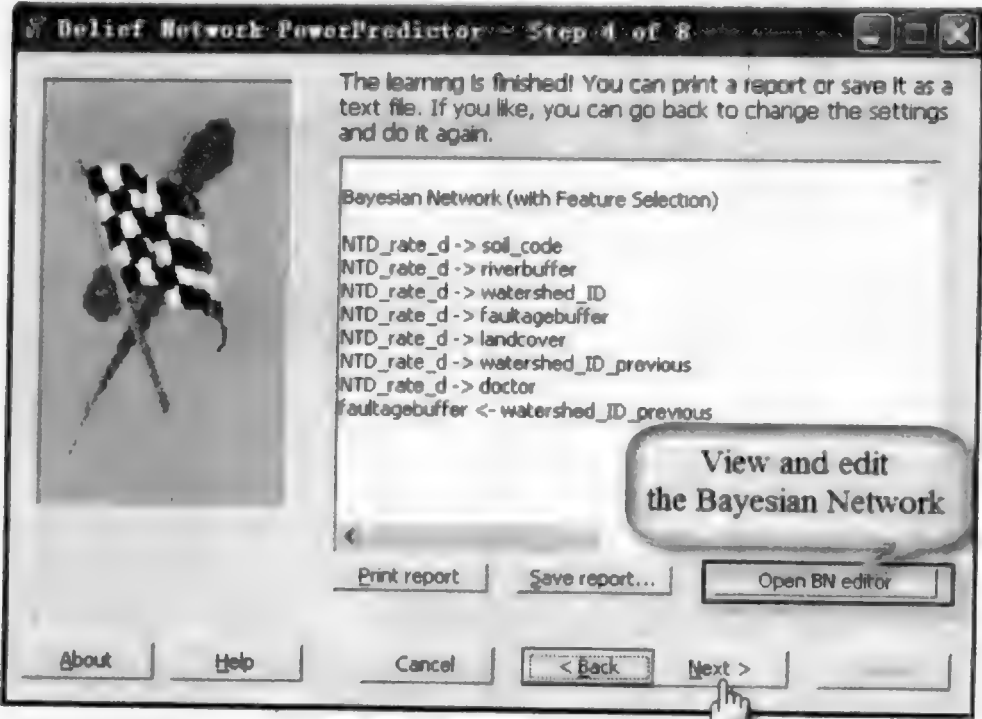 Belief Network PowerPredictor - Step 4 of 8
The learning is finished! You can print a report or save it as a
text file. If you like, you can go back to change the settings
and do it again.
Bayesian Network (with Feature Selection)
NTD_rate_d -> soil_code
NTD_rate_d -> riverbuffer
NTD_rate_d -> watershed_ID
NTD_rate_d -> faultagebuffer
NTD_rate_d -> landcover
NTD_rate_d -> watershed_ID_previous
NTD_rate_d -> doctor
faultagebuffer <- watershed_ID_previous
View and edit
the Bayesian Network
Print report
Save report...
Open BN editor
About
Help
Cancel
< Back
Next >